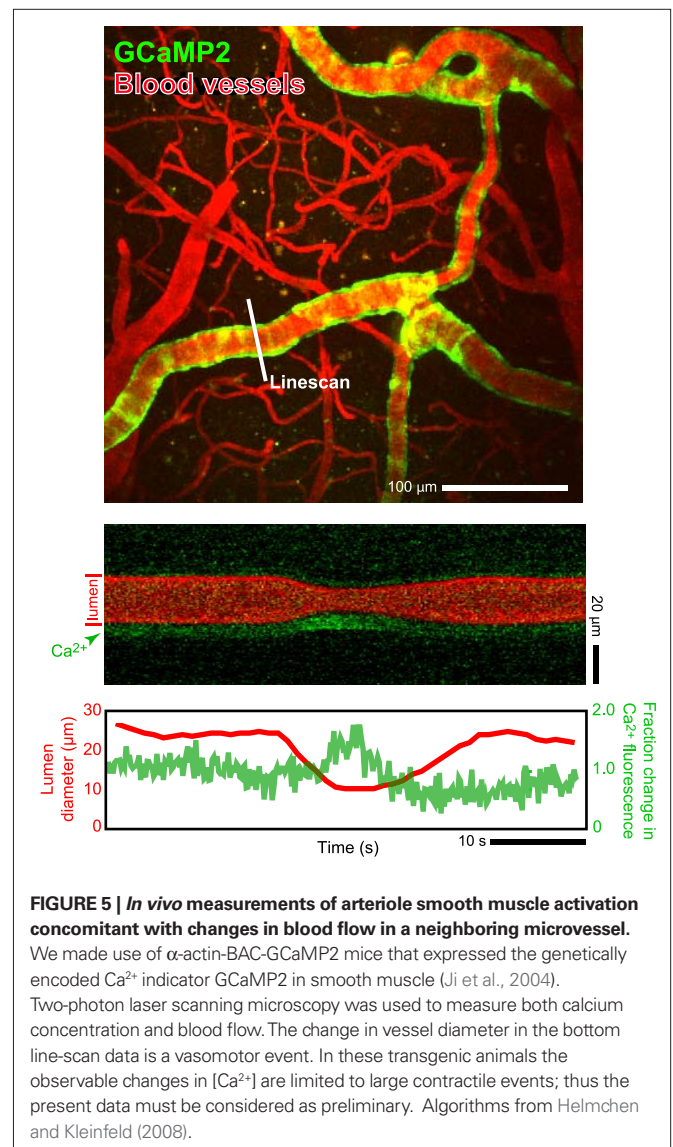 GCaMP2
Blood vessels
Linescan
100 µm
lumen
Ca²⁺
20 µm
30
20
10
0
Lumen
diameter (µm)
2.0
1.0
0
Fraction change in
Ca²⁺ fluorescence
Time (s)
10 s
FIGURE 5 | In vivo measurements of arteriole smooth muscle activation
concomitant with changes in blood flow in a neighboring microvessel.
We made use of α-actin-BAC-GCaMP2 mice that expressed the genetically
encoded Ca²⁺ indicator GCaMP2 in smooth muscle (Ji et al., 2004).
Two-photon laser scanning microscopy was used to measure both calcium
concentration and blood flow. The change in vessel diameter in the bottom
line-scan data is a vasomotor event. In these transgenic animals the
observable changes in [Ca²⁺] are limited to large contractile events; thus the
present data must be considered as preliminary. Algorithms from Helmchen
and Kleinfeld (2008).